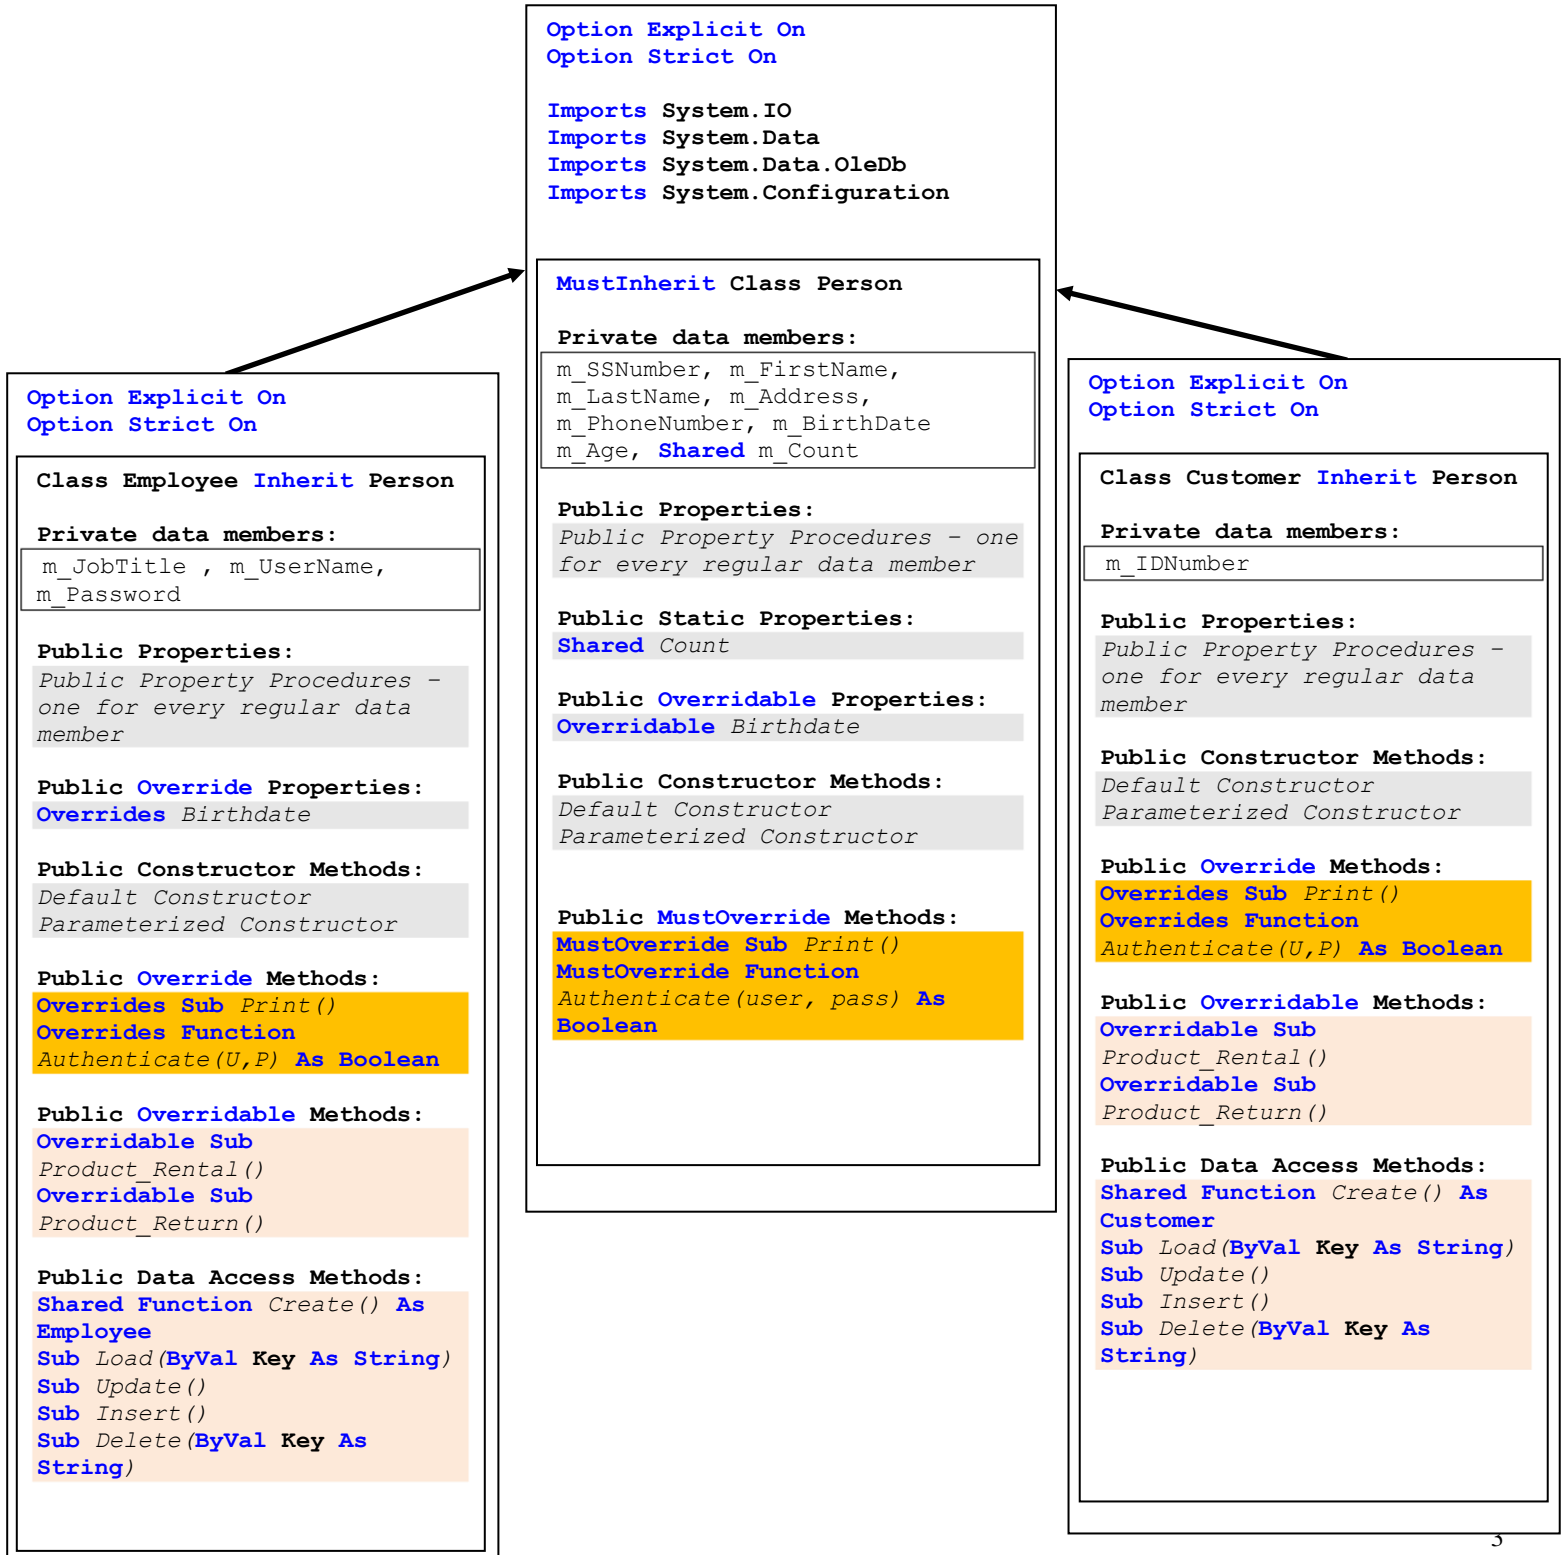 Option Explicit On
Option Strict On
Imports System.IO
Imports System.Data
Imports System.Data.OleDb
Imports System.Configuration
MustInherit Class Person
Private data members:
m_SSNumber, m_FirstName,
m_LastName, m_Address,
m_PhoneNumber, m_BirthDate
m_Age, Shared m_Count
Public Properties:
Public Property Procedures – one
for every regular data member
Public Static Properties:
Shared Count
Public Overridable Properties:
Overridable Birthdate
Public Constructor Methods:
Default Constructor
Parameterized Constructor
Public MustOverride Methods:
MustOverride Sub Print()
MustOverride Function
Authenticate(user, pass) As
Boolean
Option Explicit On
Option Strict On
Class Employee Inherit Person
Private data members:
m_JobTitle , m_UserName,
m_Password
Public Properties:
Public Property Procedures –
one for every regular data
member
Public Override Properties:
Overrides Birthdate
Public Constructor Methods:
Default Constructor
Parameterized Constructor
Public Override Methods:
Overrides Sub Print()
Overrides Function
Authenticate(U,P) As Boolean
Public Overridable Methods:
Overridable Sub
Product_Rental()
Overridable Sub
Product_Return()
Public Data Access Methods:
Shared Function Create() As
Employee
Sub Load(ByVal Key As String)
Sub Update()
Sub Insert()
Sub Delete(ByVal Key As
String)
Option Explicit On
Option Strict On
Class Customer Inherit Person
Private data members:
m_IDNumber
Public Properties:
Public Property Procedures –
one for every regular data
member
Public Constructor Methods:
Default Constructor
Parameterized Constructor
Public Override Methods:
Overrides Sub Print()
Overrides Function
Authenticate(U,P) As Boolean
Public Overridable Methods:
Overridable Sub
Product_Rental()
Overridable Sub
Product_Return()
Public Data Access Methods:
Shared Function Create() As
Customer
Sub Load(ByVal Key As String)
Sub Update()
Sub Insert()
Sub Delete(ByVal Key As
String)
3